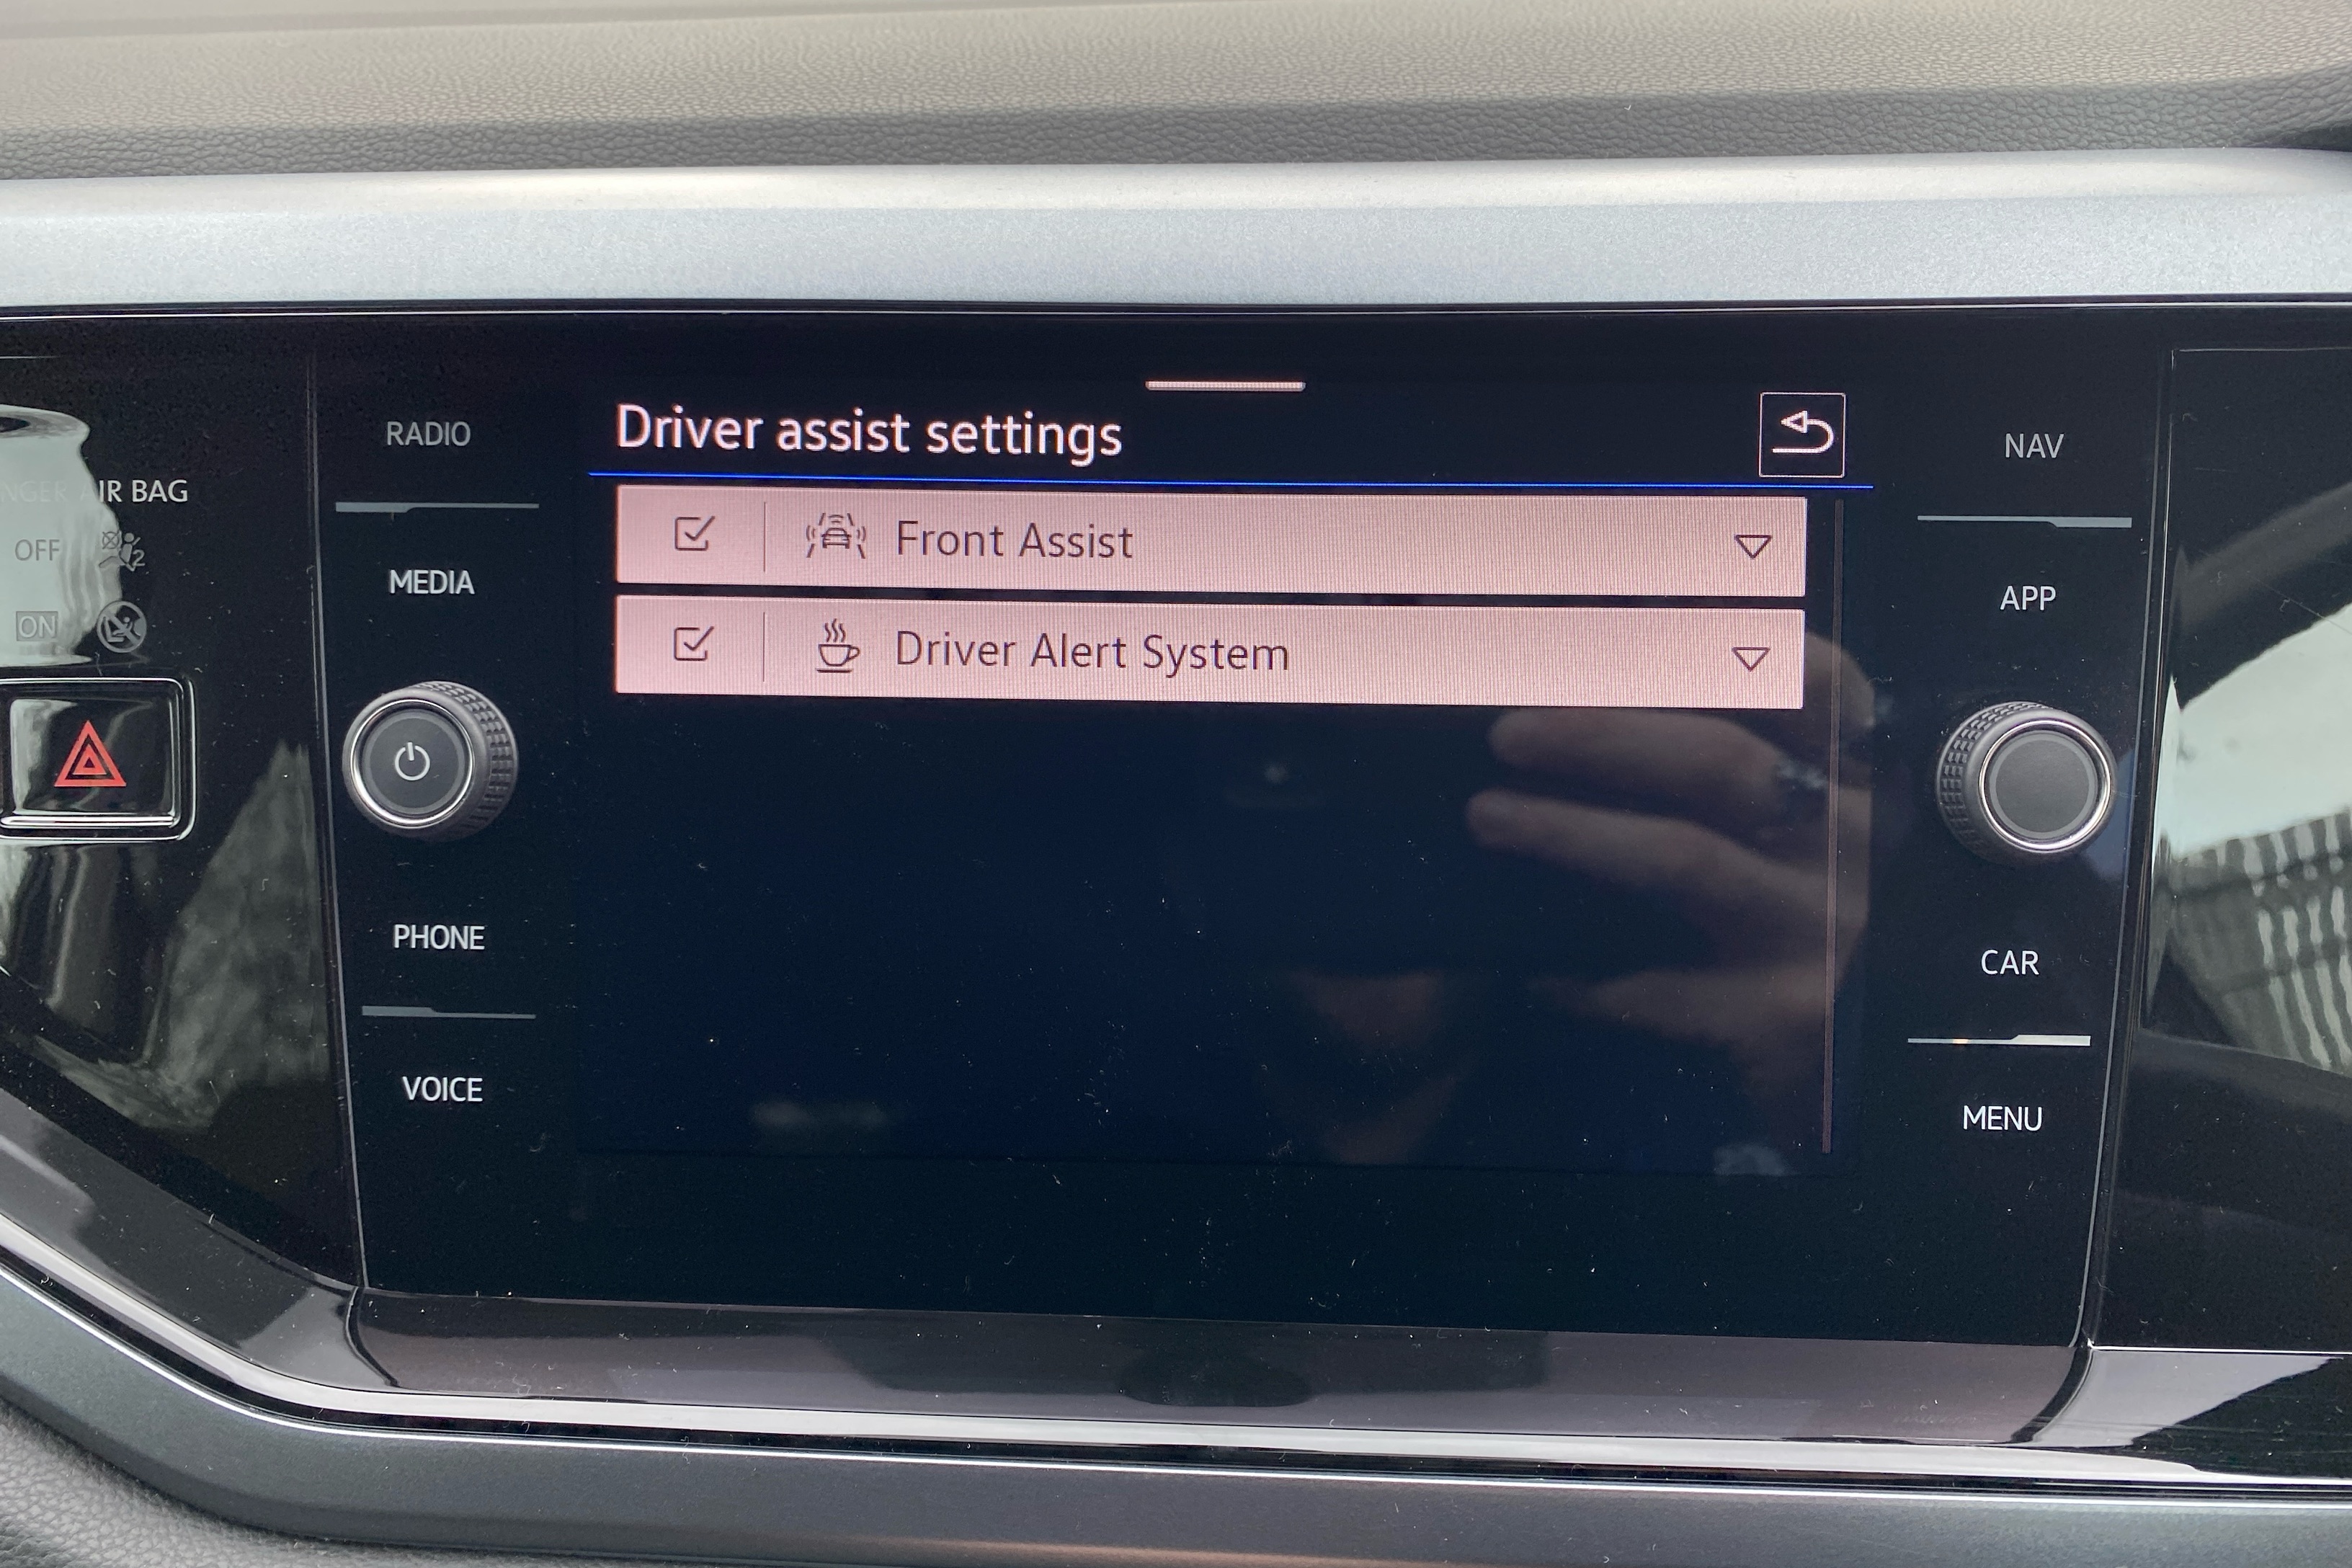 Driver assist settings
Front Assist
Driver Alert System
RADIO
MEDIA
PHONE
VOICE
NAV
APP
CAR
MENU
AIR BAG
OFF
ON